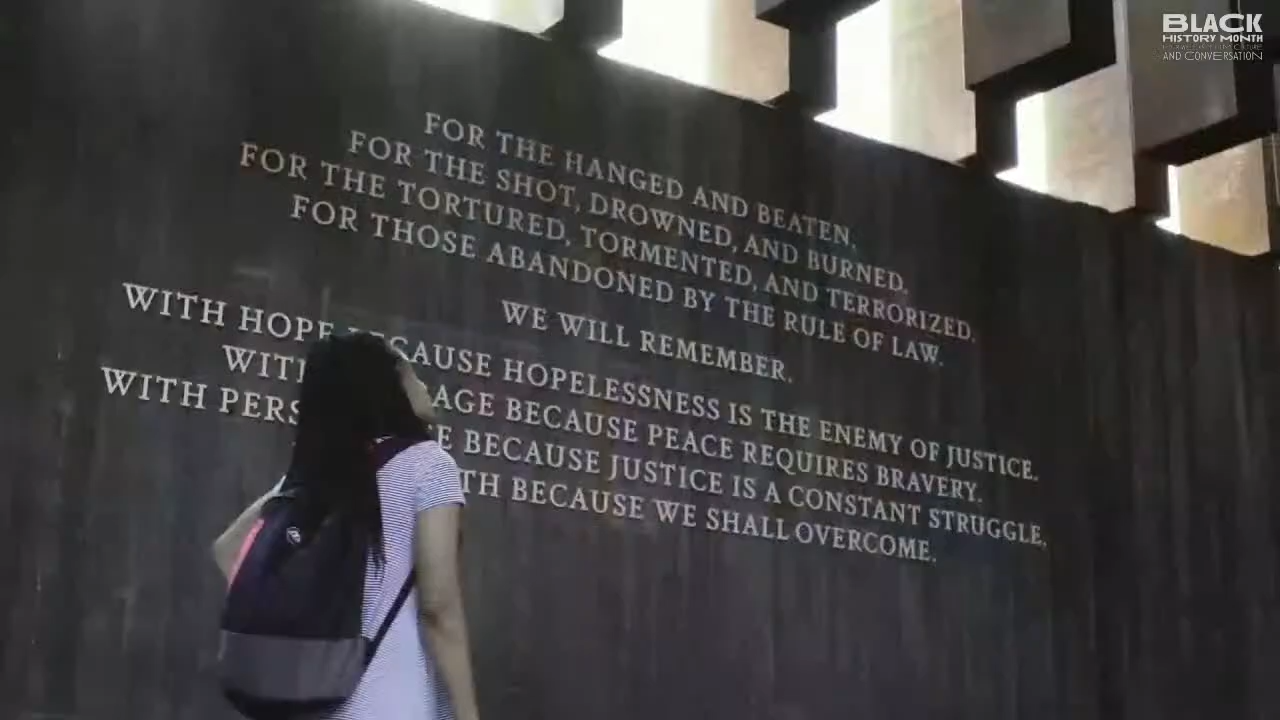 BLACK
HISTORY MONTH
AND CONVERSATION
FOR THE HANGED AND BEATEN.
FOR THE SHOT, DROWNED, AND BURNED.
FOR THE TORTURED, TORMENTED, AND TERRORIZED.
FOR THOSE ABANDONED BY THE RULE OF LAW.
WE WILL REMEMBER.
WITH HOPE BECAUSE HOPELESSNESS IS THE ENEMY OF JUSTICE.
WITH AGE BECAUSE PEACE REQUIRES BRAVERY.
WITH PERS E BECAUSE JUSTICE IS A CONSTANT STRUGGLE.
TH BECAUSE WE SHALL OVERCOME.